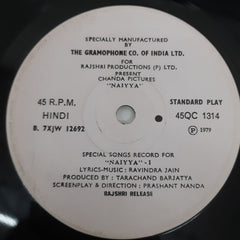 SPECIALLY MANUFACTURED
BY
THE GRAMOPHONE CO. OF INDIA LTD.
FOR
RAJSHRI PRODUCTIONS (P) LTD.
PRESENT
CHANDA PICTURES
"NAIYYA"
45 R.P.M. STANDARD PLAY
HINDI 45QC 1314
B. 7XJW 12692 Ⓟ 1979
SPECIAL SONGS RECORD FOR
"NAIYYA"-I
LYRICS-MUSIC : RAVINDRA JAIN
PRODUCED BY : TARACHAND BARJATYA
SCREENPLAY & DIRECTION : PRASHANT NANDA
RAJSHRI RELEASE